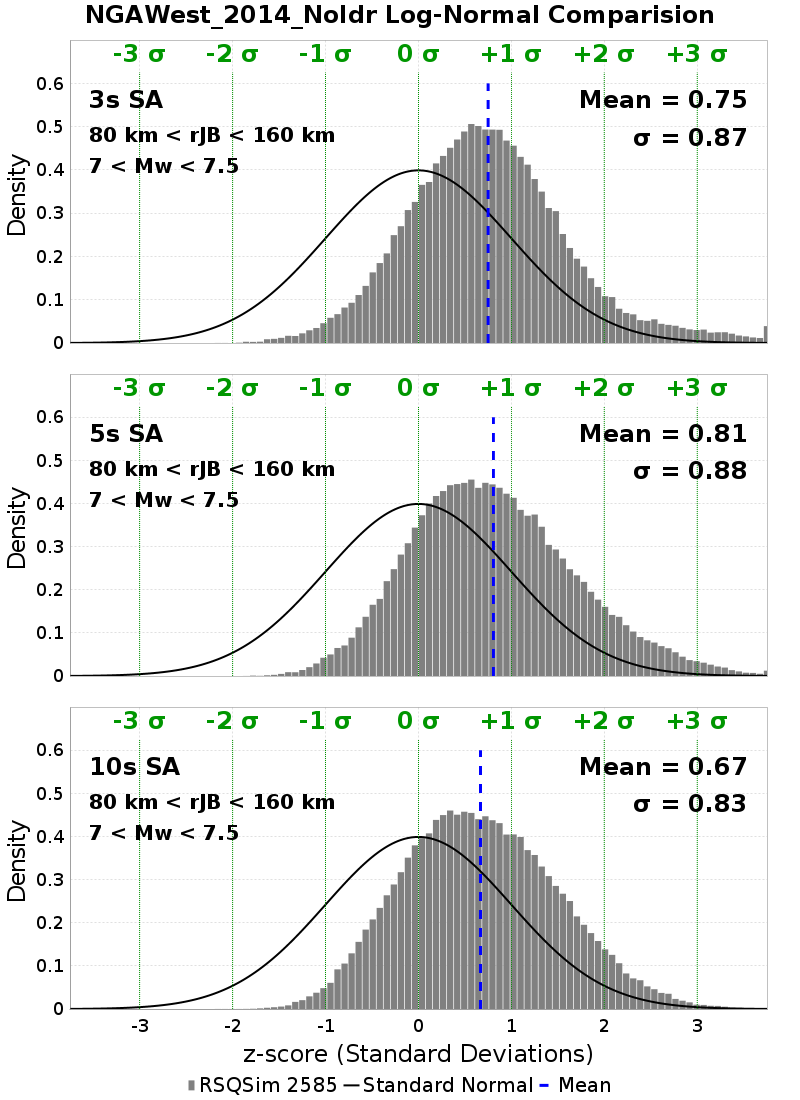 NGAWest_2014_NoIdr Log-Normal Comparision
-3 σ -2 σ -1 σ 0 σ +1 σ +2 σ +3 σ
0.6
3s SA Mean = 0.75
0.5
80 km < rJB < 160 km σ = 0.87
7 < Mw < 7.5
0.4
0.3
0.2
0.1
0
Density
-3 σ -2 σ -1 σ 0 σ +1 σ +2 σ +3 σ
0.6
5s SA Mean = 0.81
0.5
80 km < rJB < 160 km σ = 0.88
7 < Mw < 7.5
0.4
0.3
0.2
0.1
0
Density
-3 σ -2 σ -1 σ 0 σ +1 σ +2 σ +3 σ
0.6
10s SA Mean = 0.67
0.5
80 km < rJB < 160 km σ = 0.83
7 < Mw < 7.5
0.4
0.3
0.2
0.1
0
Density
-3 -2 -1 0 1 2 3
z-score (Standard Deviations)
RSQSim 2585 Standard Normal Mean